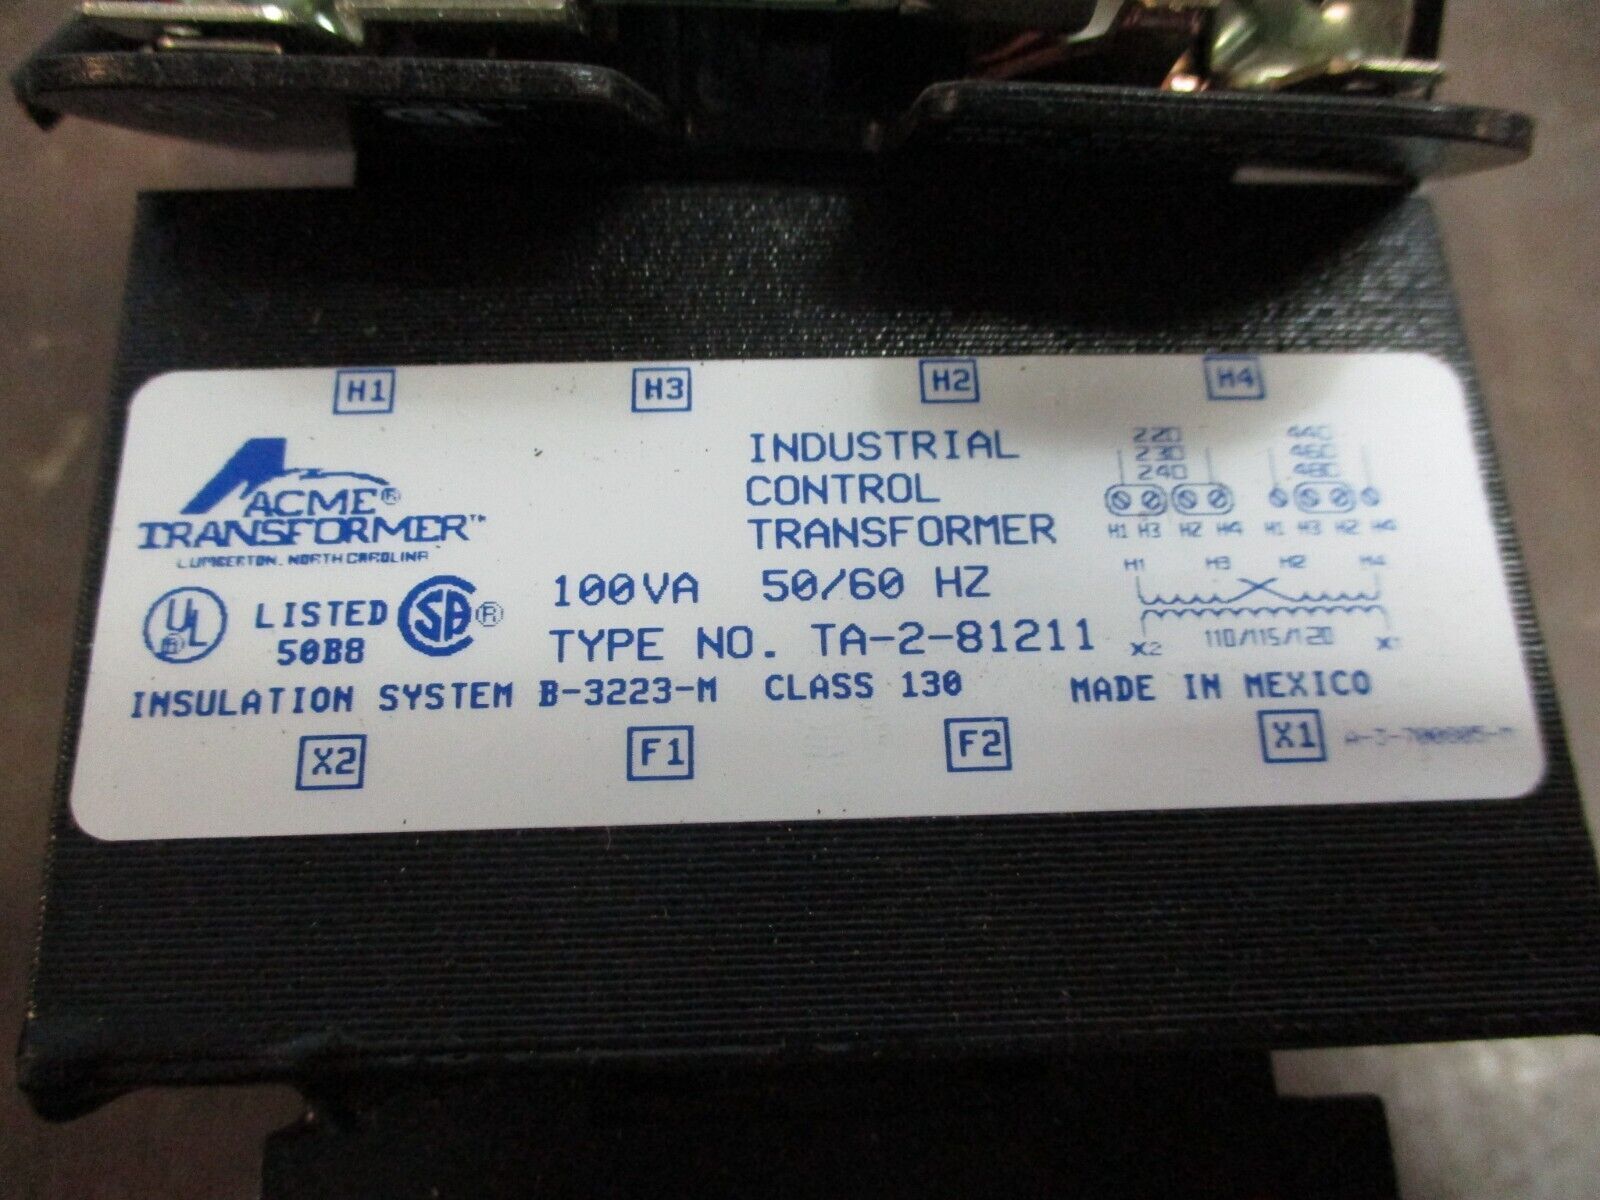 H1 H3 H2 H4
ACME®
TRANSFORMER™
LUMBERTON, NORTH CAROLINA
UL® LISTED
50B8
SA®
INDUSTRIAL
CONTROL
TRANSFORMER
100VA 50/60 HZ
TYPE NO. TA-2-81211
220
230
240
H1 H3 H2 H4
440
460
480
H1 H3 H2 H4
H1 H3 H2 H4
X2 110/115/120 X1
INSULATION SYSTEM B-3223-M CLASS 130 MADE IN MEXICO
X2 F1 F2 X1